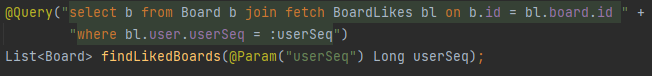 @Query("select b from Board b join fetch BoardLikes bl on b.id = bl.board.id " +
"where bl.user.userSeq = :userSeq")
List<Board> findLikedBoards(@Param("userSeq") Long userSeq);